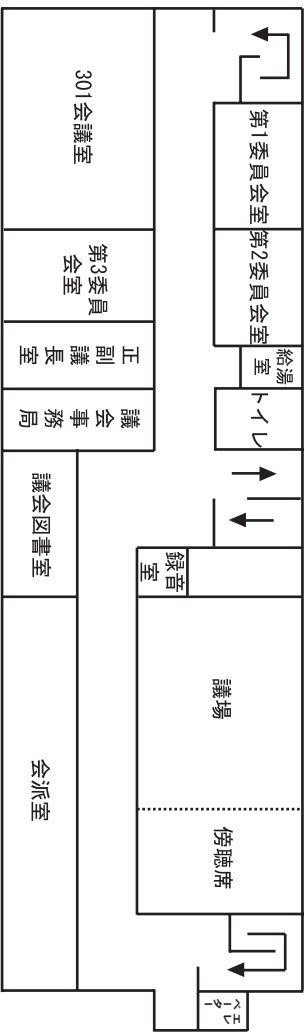 第1委員会室
第2委員会室
給湯
室
トイレ
録音
室
議場
傍聴席
エレ
ベー
ター
301会議室
第3委員
会室
正副議長室
議会事務局
議会図書室
会派室